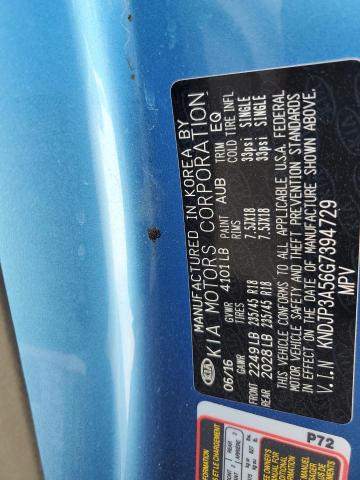 MANUFACTURED IN KOREA BY
KIA KIA MOTORS CORPORATION
06/16 GVWR 4101LB PAINT AUB TRIM EQ
GAWR COLD TIRE INFL
FRONT 2249LB 235/45 R18 7.5JX18 33psi SINGLE
REAR 2028LB 235/45 R18 7.5JX18 33psi SINGLE
THIS VEHICLE CONFORMS TO ALL APPLICABLE U.S.A. FEDERAL
MOTOR VEHICLE SAFETY AND THEFT PREVENTION STANDARDS
IN EFFECT ON THE DATE OF MANUFACTURE SHOWN ABOVE.
V.I.N KNDJP3A56G7894729
MPV
P72